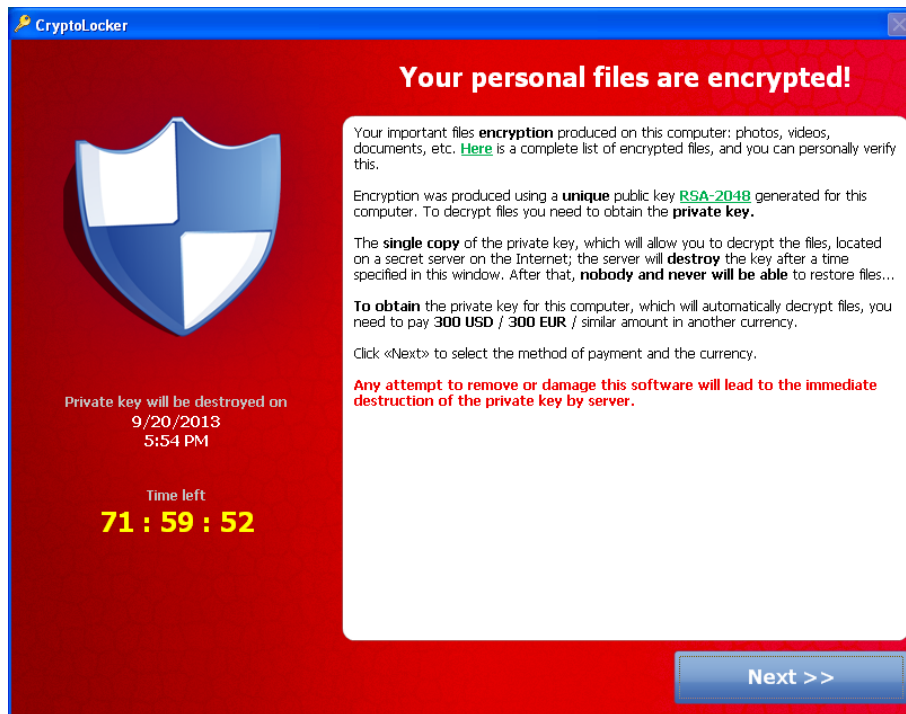 CryptoLocker
Your personal files are encrypted!
Your important files encryption produced on this computer: photos, videos,
documents, etc. Here is a complete list of encrypted files, and you can personally verify
this.
Encryption was produced using a unique public key RSA-2048 generated for this
computer. To decrypt files you need to obtain the private key.
The single copy of the private key, which will allow you to decrypt the files, located
on a secret server on the Internet; the server will destroy the key after a time
specified in this window. After that, nobody and never will be able to restore files...
To obtain the private key for this computer, which will automatically decrypt files, you
need to pay 300 USD / 300 EUR / similar amount in another currency.
Click «Next» to select the method of payment and the currency.
Any attempt to remove or damage this software will lead to the immediate
destruction of the private key by server.
Private key will be destroyed on
9/20/2013
5:54 PM
Time left
71 : 59 : 52
Next >>